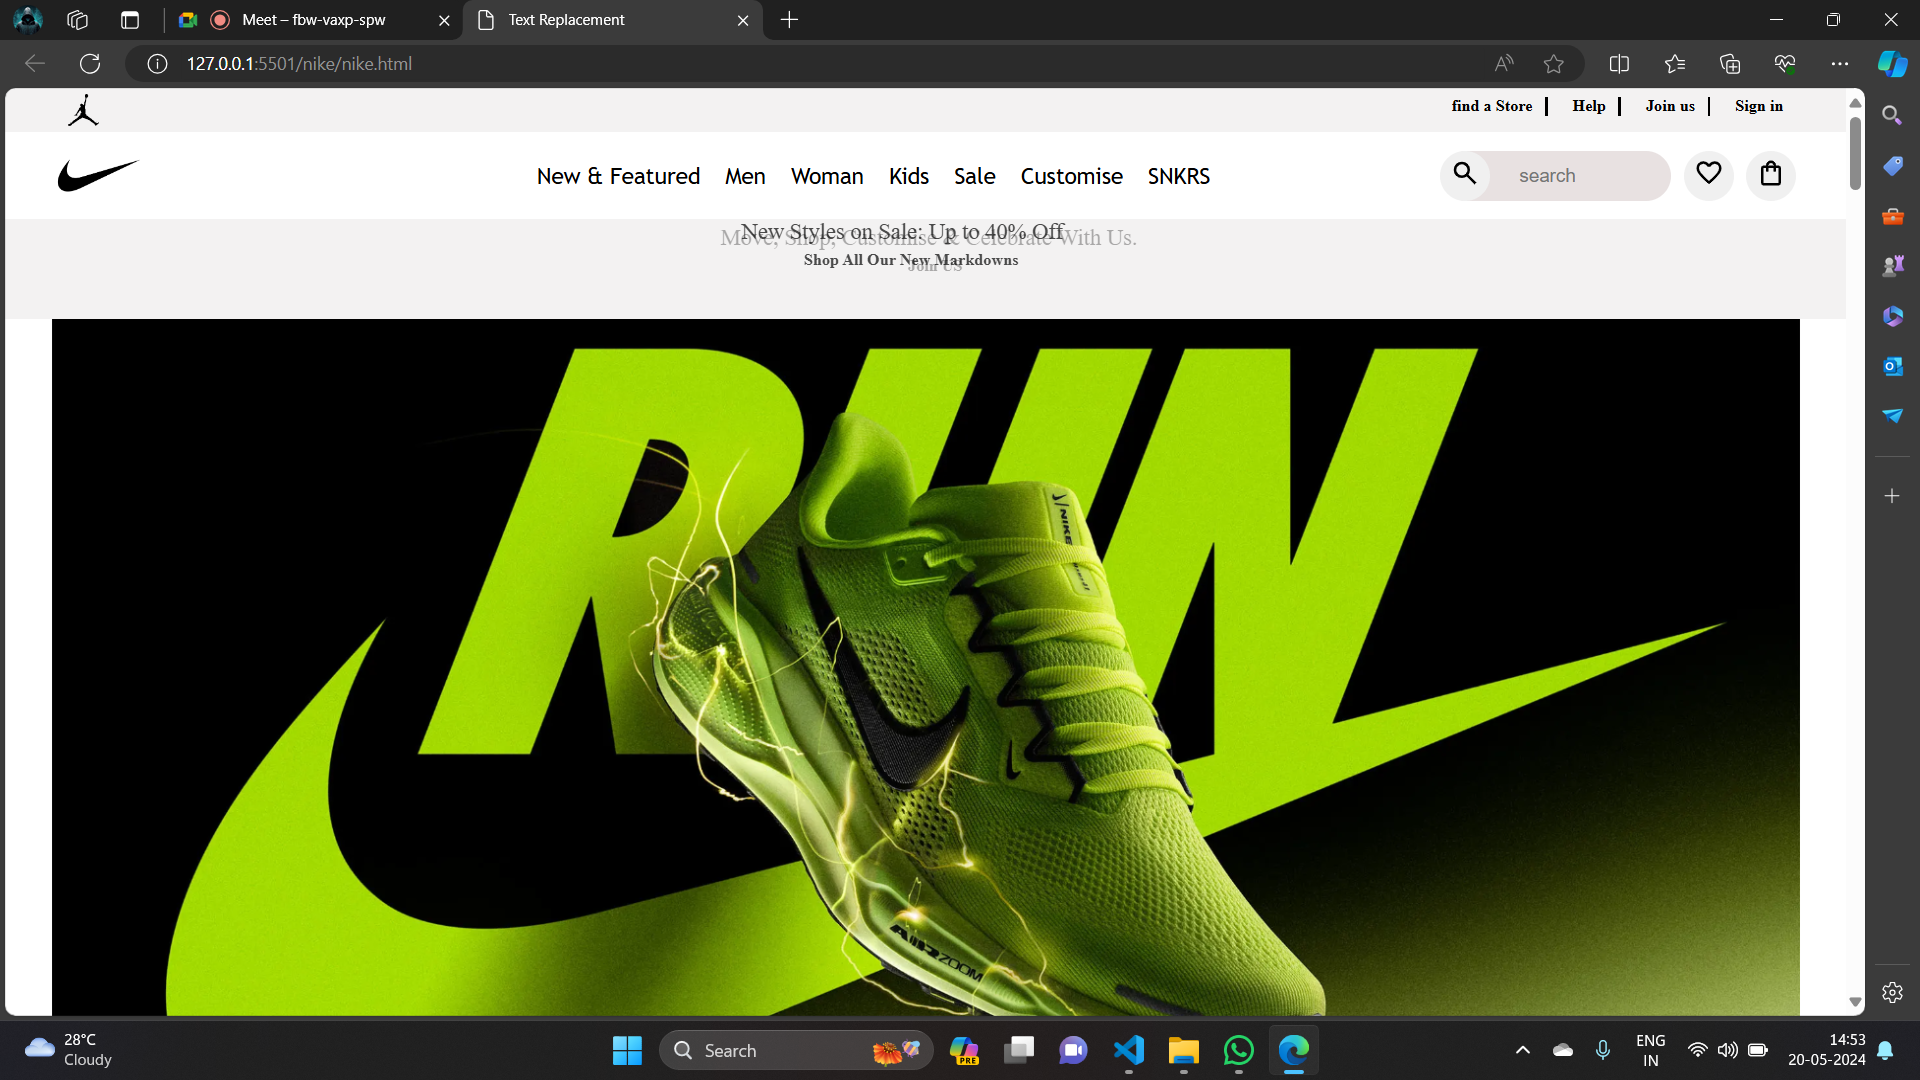 Meet – fbw-vaxp-spw
Text Replacement
127.0.0.1:5501/nike/nike.html
find a Store
Help
Join us
Sign in
New & Featured
Men
Woman
Kids
Sale
Customise
SNKRS
search
New Styles on Sale: Up to 40% Off
Move, Shop, Customise & Celebrate With Us.
Shop All Our New Markdowns
Join US
RUN
NIKE
AIR ZOOM
28°C
Cloudy
Search
PRE
ENG
IN
14:53
20-05-2024